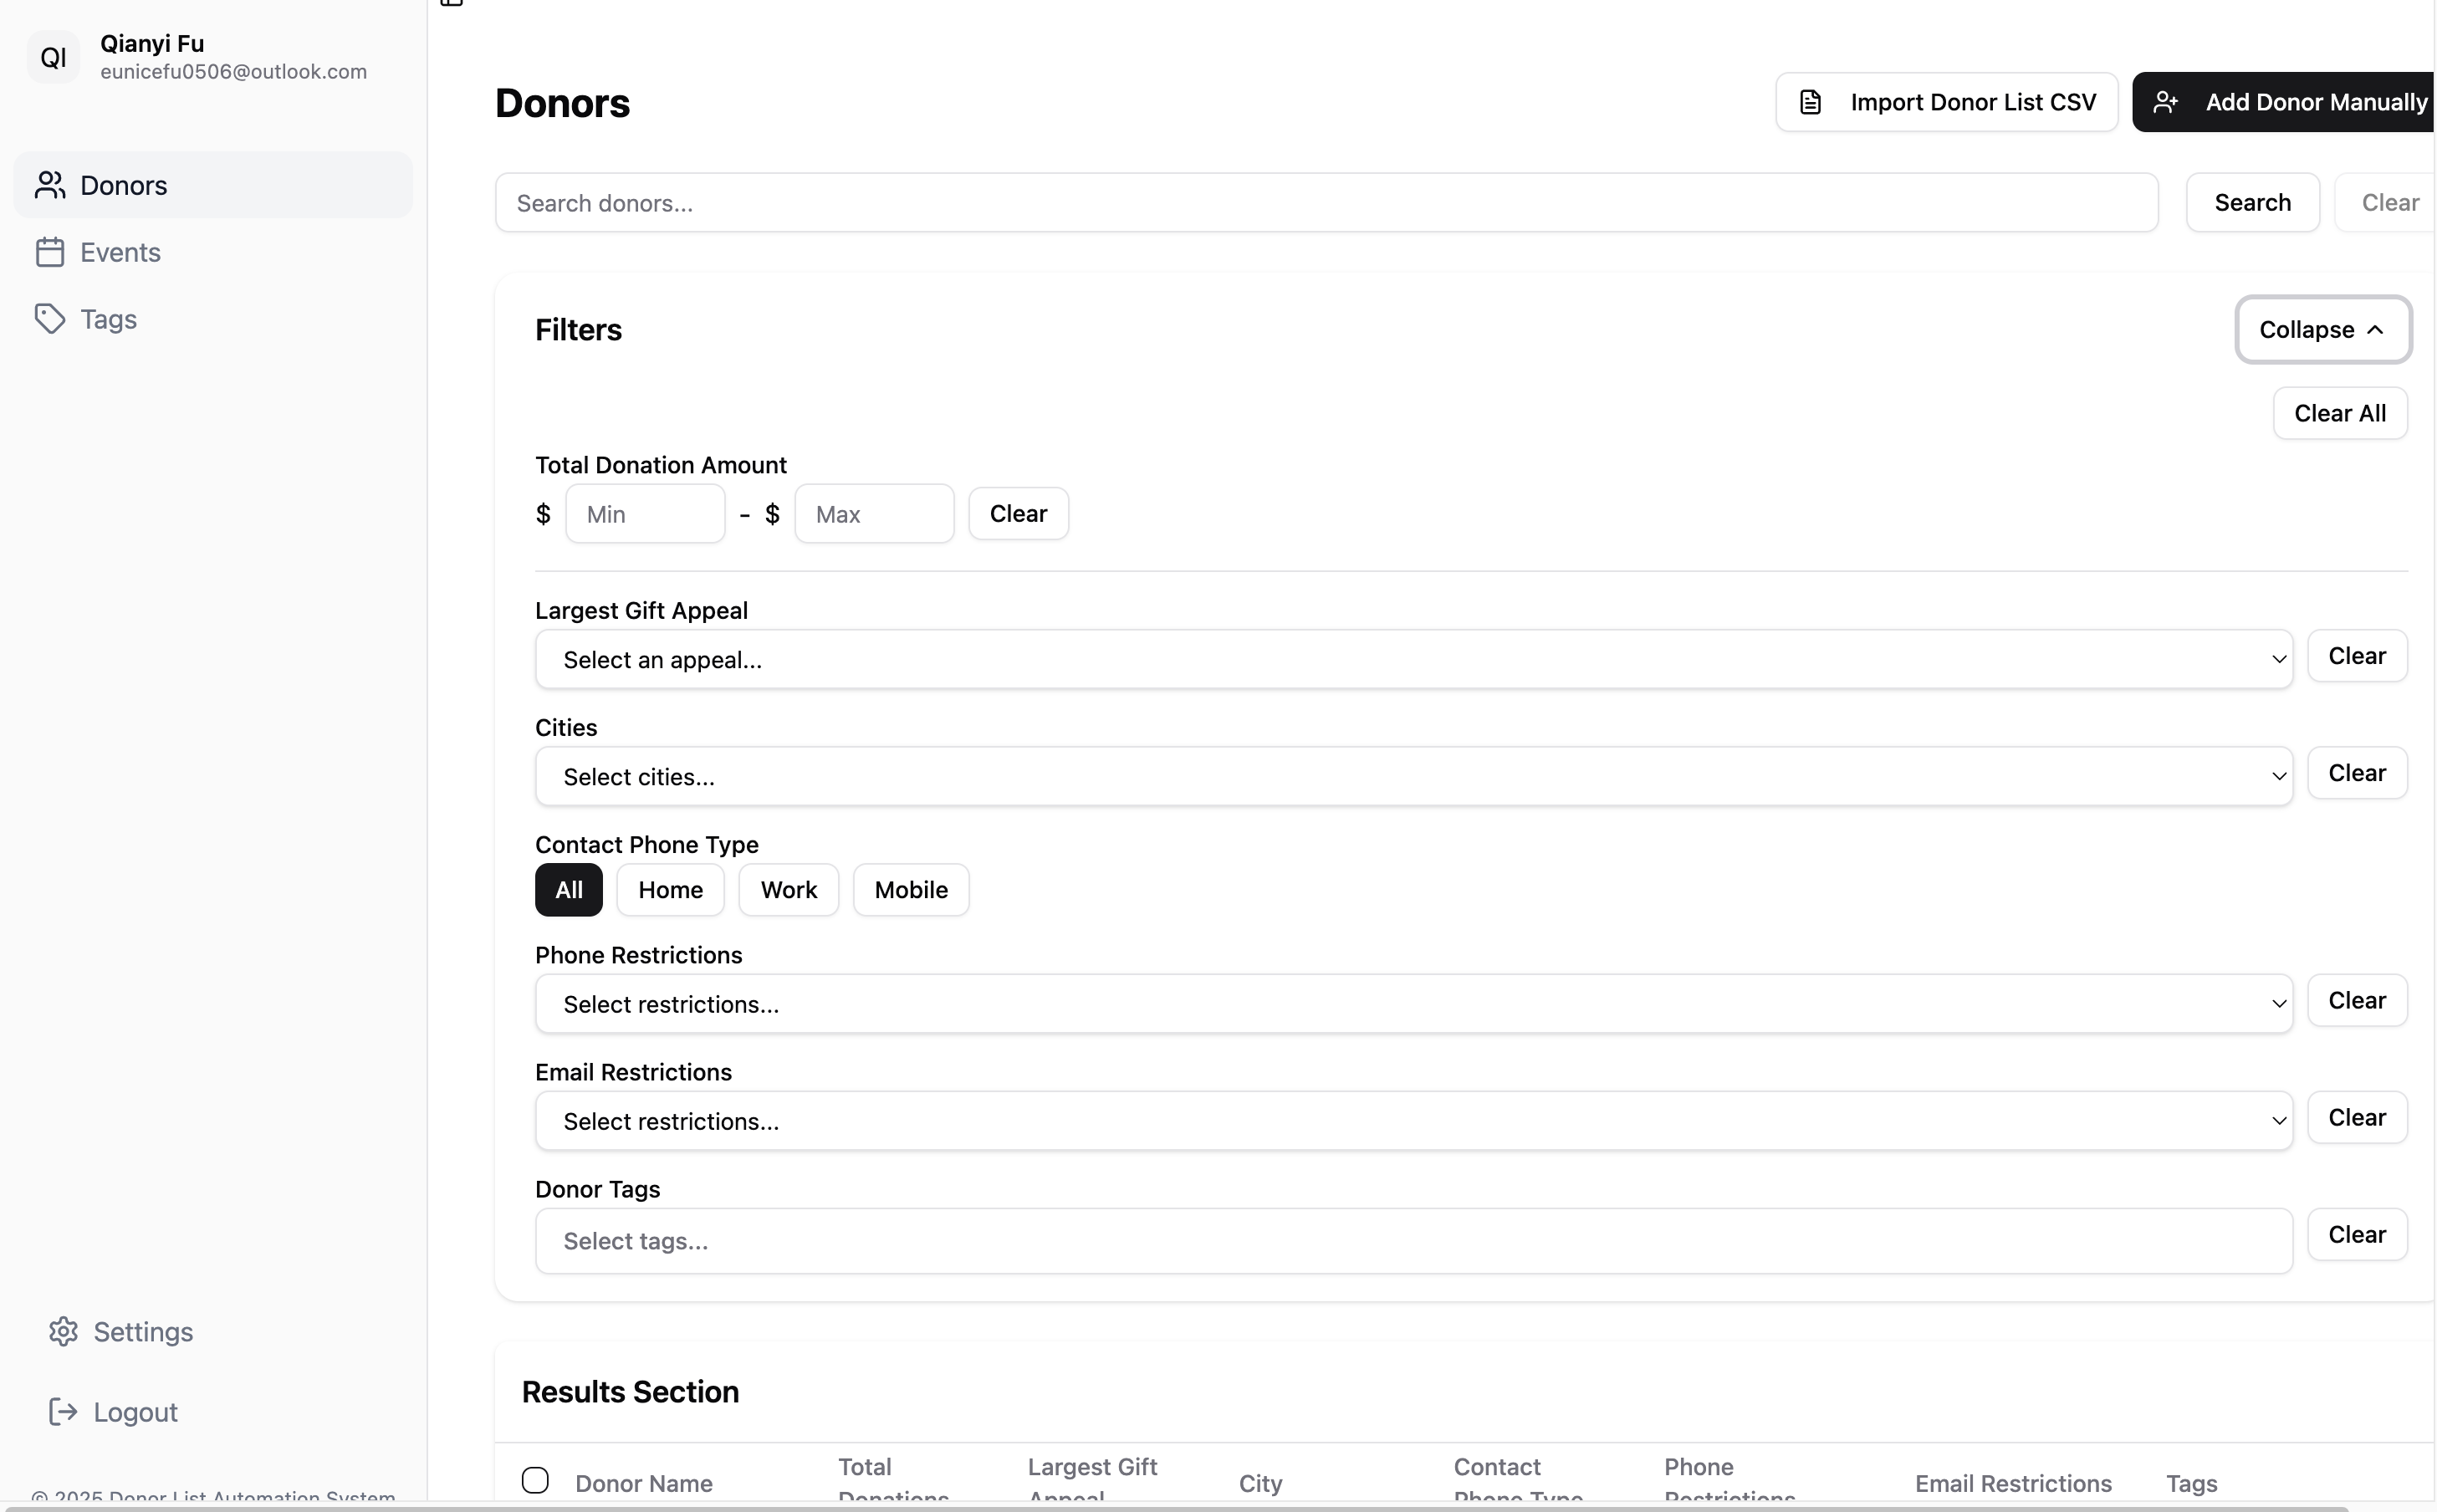 QI
Qianyi Fu
eunicefu0506@outlook.com
Donors
Events
Tags
Settings
Logout
© 2025 Donor List Automation System
Donors
Import Donor List CSV
Add Donor Manually
Search donors...
Search
Clear
Filters
Collapse
Clear All
Total Donation Amount
$ Min - $ Max Clear
Largest Gift Appeal
Select an appeal... Clear
Cities
Select cities... Clear
Contact Phone Type
All Home Work Mobile
Phone Restrictions
Select restrictions... Clear
Email Restrictions
Select restrictions... Clear
Donor Tags
Select tags... Clear
Results Section
Donor Name
Total
Donations
Largest Gift
Appeal
City
Contact
Phone Type
Phone
Restrictions
Email Restrictions
Tags